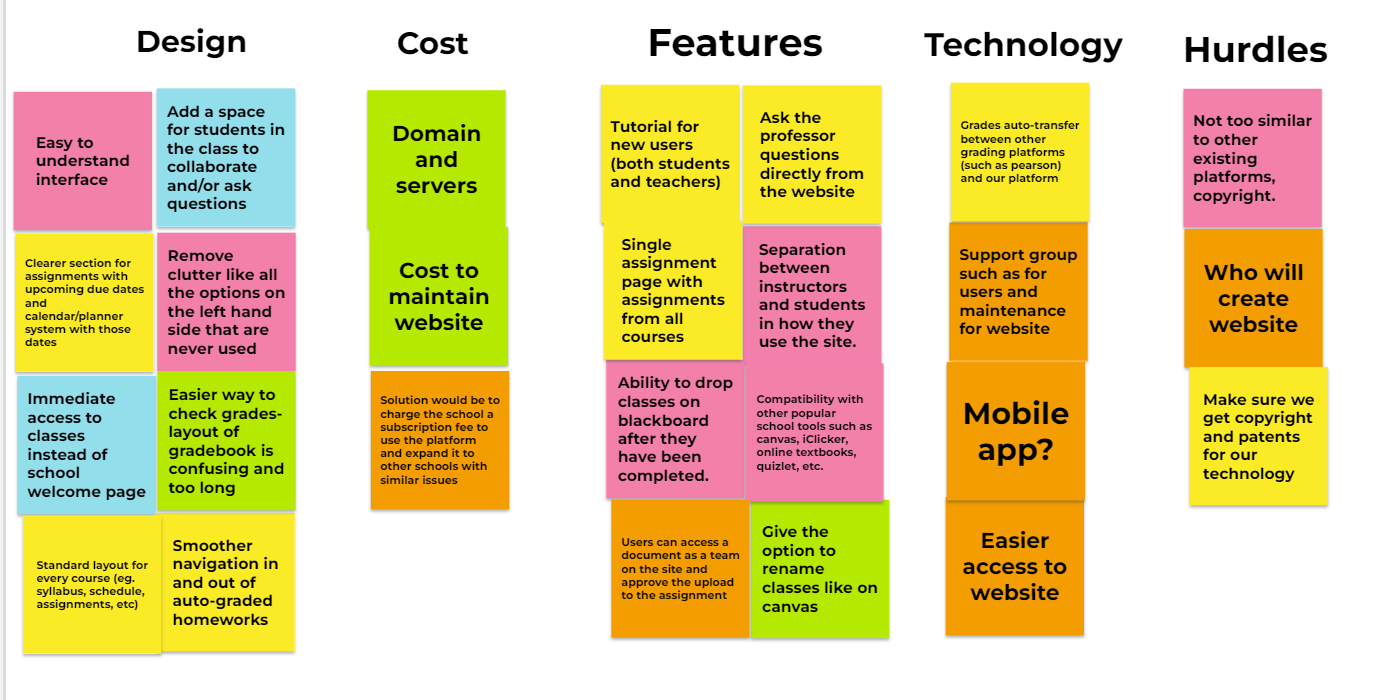 Design
Easy to
understand
interface
Add a space
for students in
the class to
collaborate
and/or ask
questions
Clearer section for
assignments with
upcoming due dates
and
calendar/planner
system with those
dates
Remove
clutter like all
the options on
the left hand
side that are
never used
Immediate
access to
classes
instead of
school
welcome page
Easier way to
check grades-
layout of
gradebook is
confusing and
too long
Standard layout for
every course (eg.
syllabus, schedule,
assignments, etc)
Smoother
navigation in
and out of
auto-graded
homeworks
Cost
Domain
and
servers
Cost to
maintain
website
Solution would be to
charge the school a
subscription fee to
use the platform
and expand it to
other schools with
similar issues
Features
Tutorial for
new users
(both students
and teachers)
Ask the
professor
questions
directly from
the website
Single
assignment
page with
assignments
from all
courses
Separation
between
instructors
and students
in how they
use the site.
Ability to drop
classes on
blackboard
after they
have been
completed.
Compatibility with
other popular
school tools such as
canvas, iClicker,
online textbooks,
quizlet, etc.
Users can access a
document as a team
on the site and
approve the upload
to the assignment
Give the
option to
rename
classes like on
canvas
Technology
Grades auto-transfer
between other
grading platforms
(such as pearson)
and our platform
Support group
such as for
users and
maintenance
for website
Mobile
app?
Easier
access to
website
Hurdles
Not too similar
to other
existing
platforms,
copyright.
Who will
create
website
Make sure we
get copyright
and patents
for our
technology